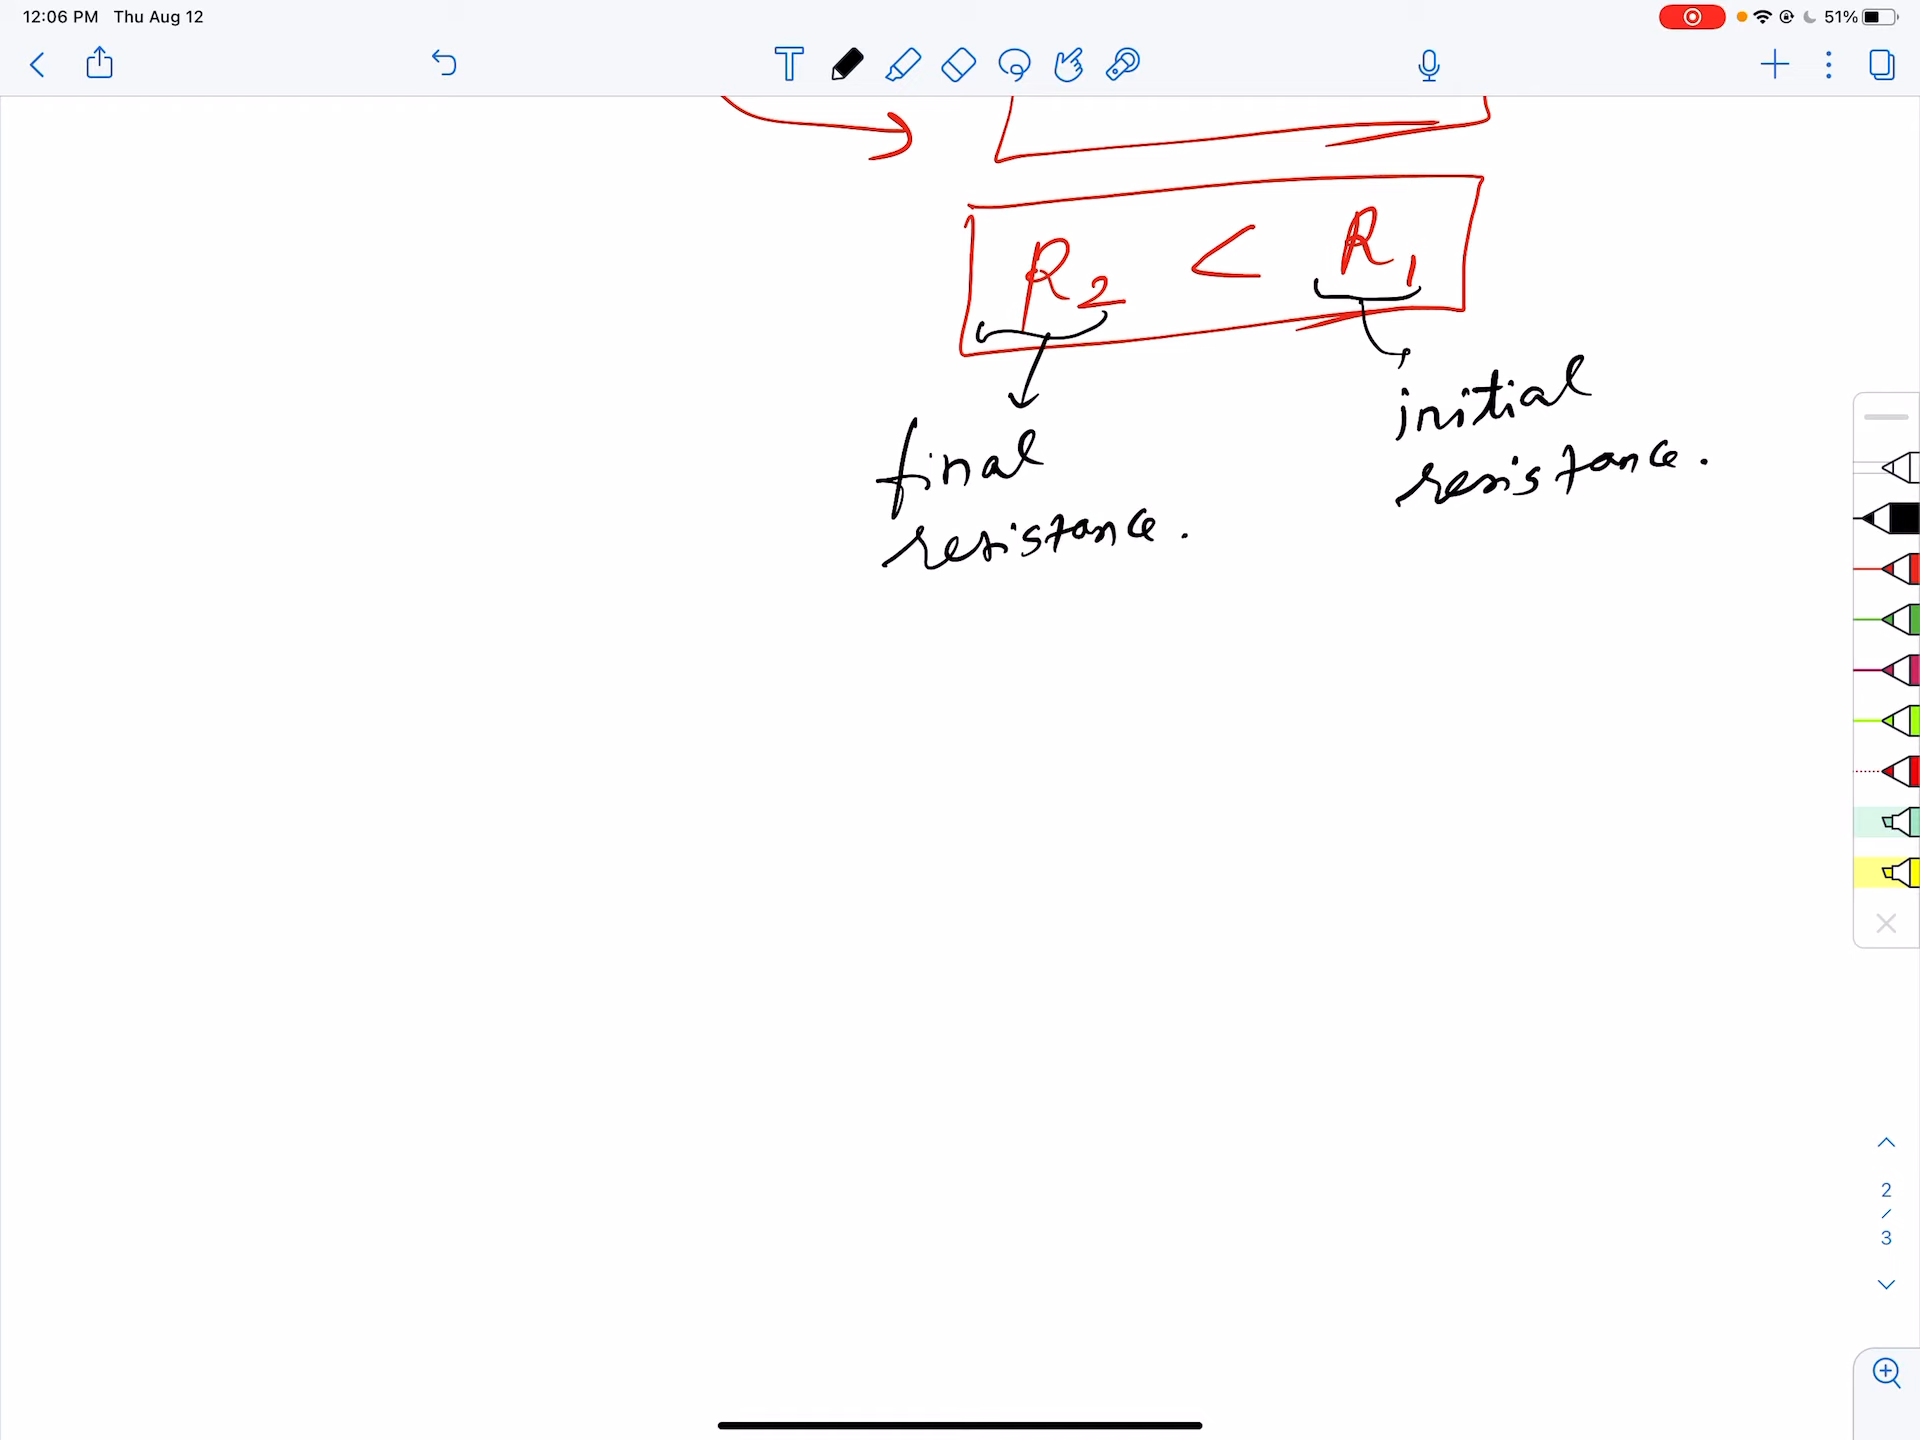 12:06 PM Thu Aug 12
51%
T
R2 < R1
initial
resistance.
final
resistance.
2
/
3